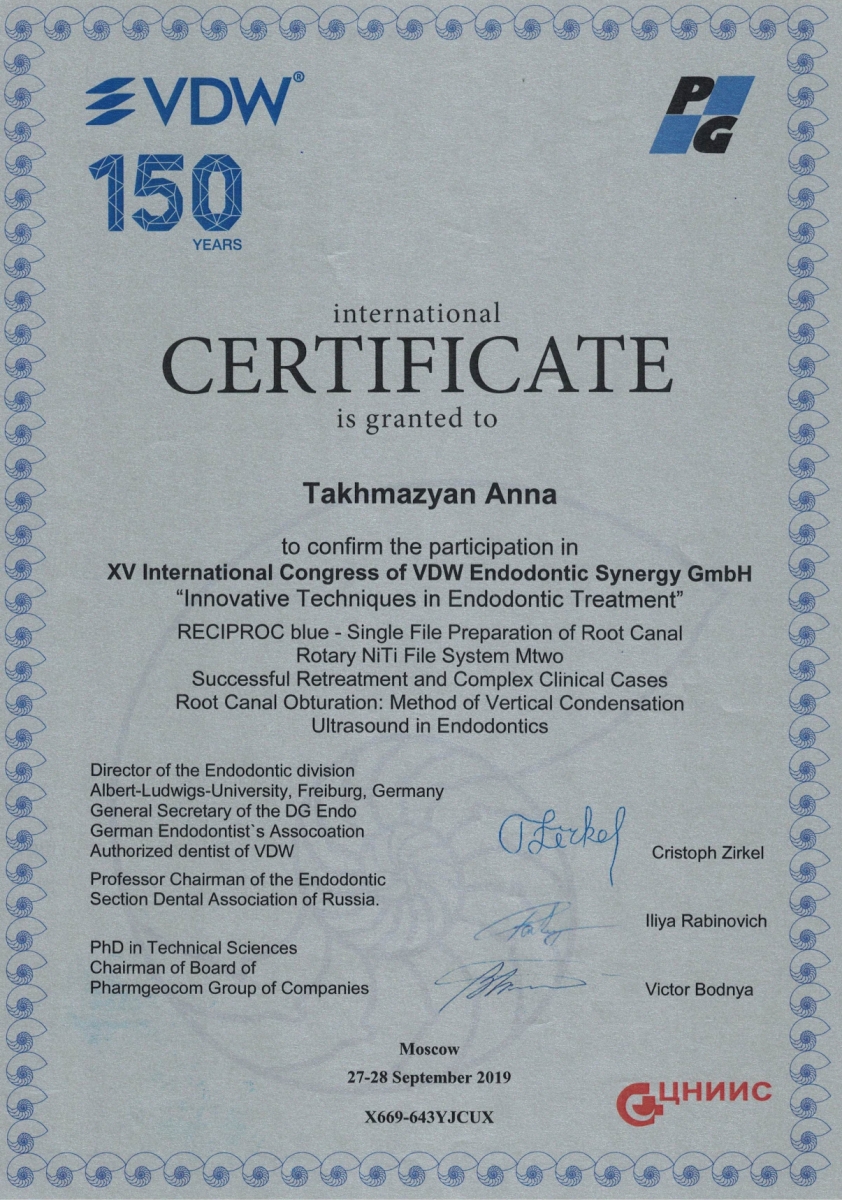 VDW®
150
YEARS
PG
international
CERTIFICATE
is granted to
Takhmazyan Anna
to confirm the participation in
XV International Congress of VDW Endodontic Synergy GmbH
“Innovative Techniques in Endodontic Treatment”
RECIPROC blue - Single File Preparation of Root Canal
Rotary NiTi File System Mtwo
Successful Retreatment and Complex Clinical Cases
Root Canal Obturation: Method of Vertical Condensation
Ultrasound in Endodontics
Director of the Endodontic division
Albert-Ludwigs-University, Freiburg, Germany
General Secretary of the DG Endo
German Endodontist`s Assocoation
Authorized dentist of VDW
Cristoph Zirkel
Professor Chairman of the Endodontic
Section Dental Association of Russia.
Iliya Rabinovich
PhD in Technical Sciences
Chairman of Board of
Pharmgeocom Group of Companies
Victor Bodnya
Moscow
27-28 September 2019
X669-643YJCUX
ЦНИИС